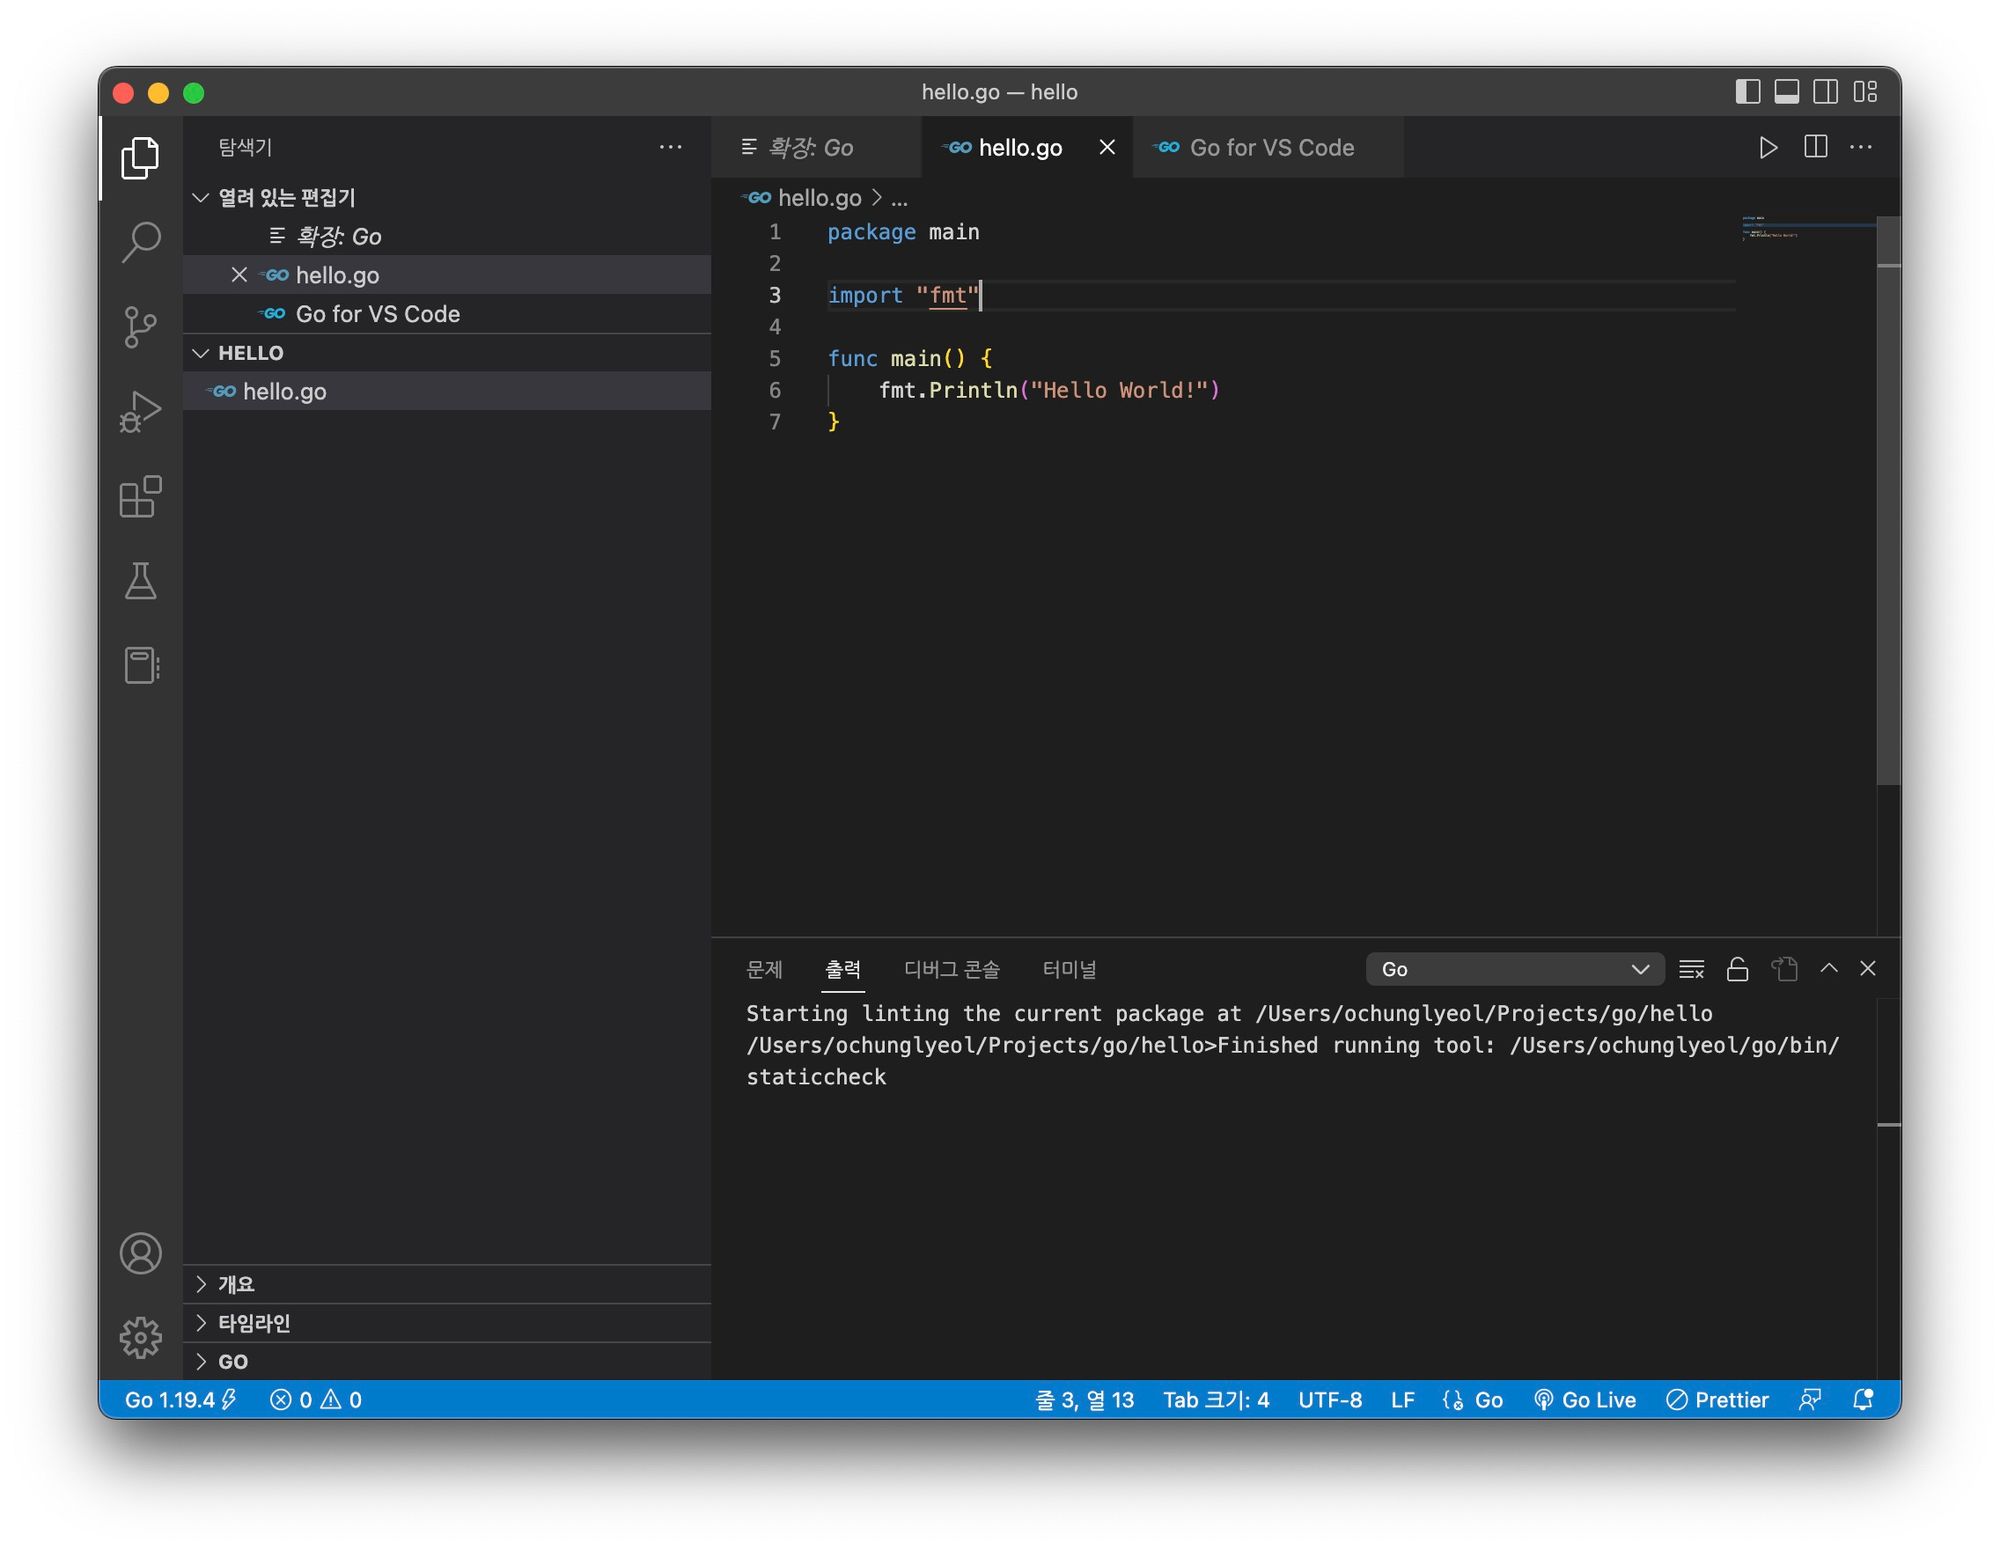 hello.go — hello
탐색기
열려 있는 편집기
확장: Go
hello.go
Go for VS Code
HELLO
hello.go
개요
타임라인
GO
확장: Go
hello.go
Go for VS Code
hello.go > ...
1 package main
2
3 import "fmt"
4
5 func main() {
6 fmt.Println("Hello World!")
7 }
문제 출력 디버그 콘솔 터미널 Go
Starting linting the current package at /Users/ochunglyeol/Projects/go/hello
/Users/ochunglyeol/Projects/go/hello>Finished running tool: /Users/ochunglyeol/go/bin/
staticcheck
Go 1.19.4 0 0 줄 3, 열 13 Tab 크기: 4 UTF-8 LF Go Go Live Prettier